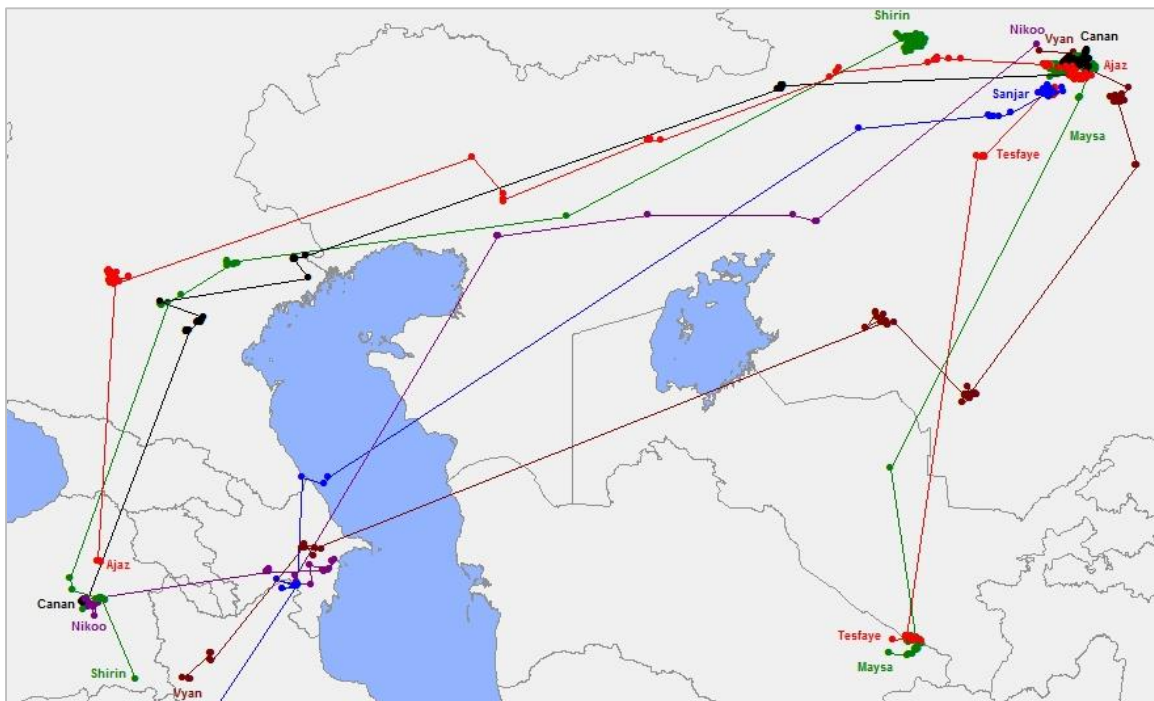 Shirin
Nikoo
Vyan
Canan
Ajaz
Sanjar
Maysa
Tesfaye
Ajaz
Canan
Nikoo
Shirin
Vyan
Tesfaye
Maysa